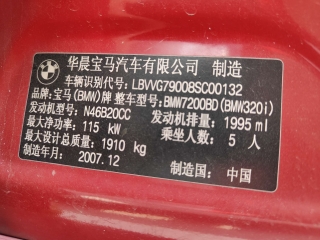 BMW
华晨宝马汽车有限公司 制造
车辆识别代号: LBVVG79008SC00132
品牌: 宝马(BMW)牌 整车型号: BMW7200BD(BMW320i)
发动机型号: N46B20CC 发动机排量: 1995 ml
最大净功率: 115 kW 乘坐人数: 5 人
最大设计总质量: 1910 kg
制造年月: 2007.12 制造国: 中国